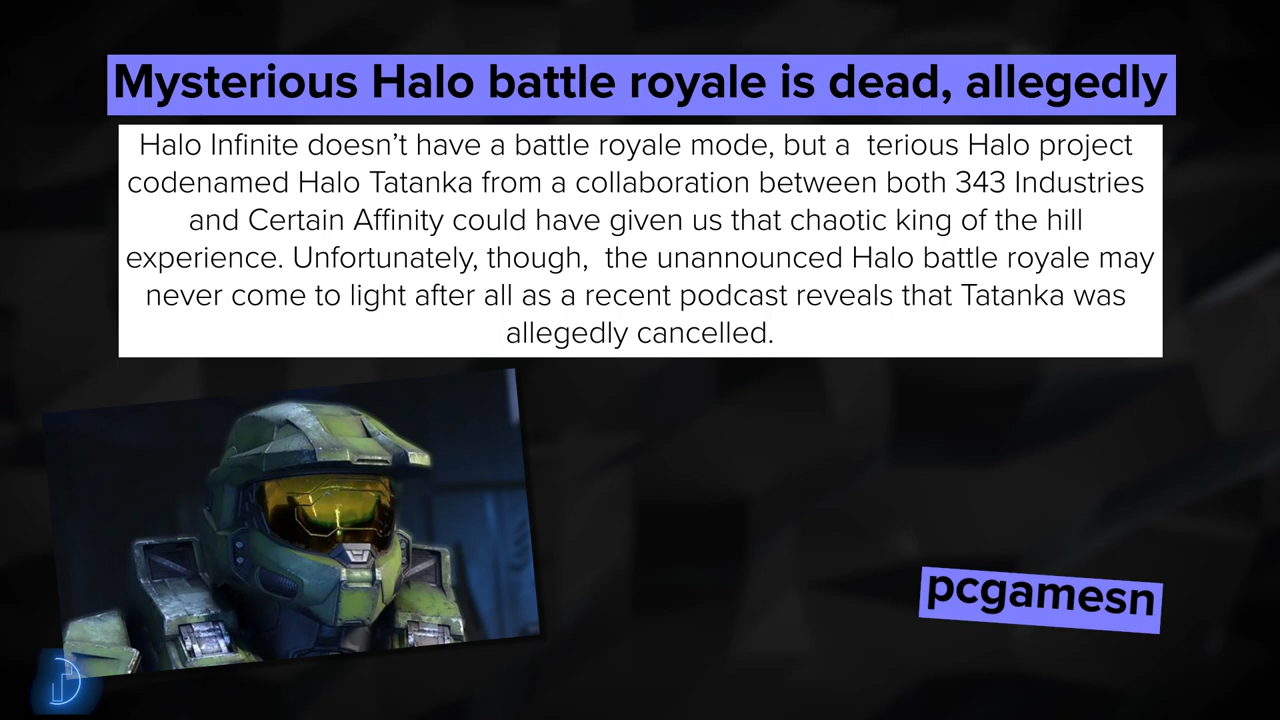 Mysterious Halo battle royale is dead, allegedly
Halo Infinite doesn’t have a battle royale mode, but a  terious Halo project
codenamed Halo Tatanka from a collaboration between both 343 Industries
and Certain Affinity could have given us that chaotic king of the hill
experience. Unfortunately, though,  the unannounced Halo battle royale may
never come to light after all as a recent podcast reveals that Tatanka was
allegedly cancelled.
pcgamesn